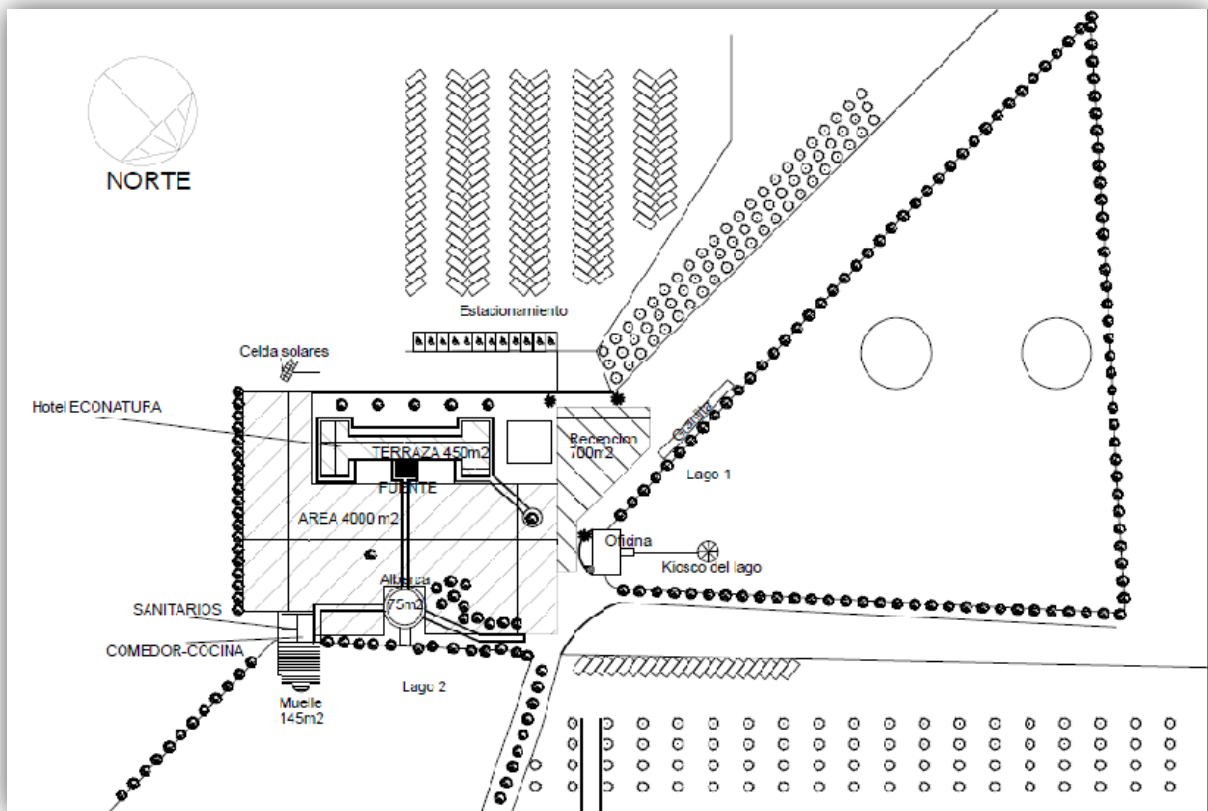 NORTE
Estacionamiento
Celda solares
Hotel ECONATURA
TERRAZA 450m2
Recepcion
700m2
Lago 1
FUENTE
AREA 4000 m2
Oficina
Kiosco del lago
Alberca
75m2
SANITARIOS
COMEDOR-COCINA
Lago 2
Muelle
145m2